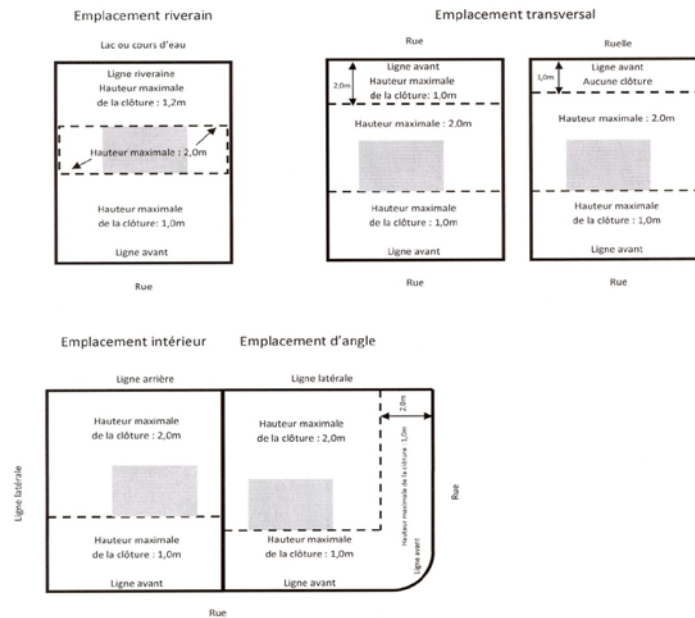 Emplacement riverain
Lac ou cours d'eau
Ligne riveraine
Hauteur maximale
de la clôture : 1,2m
Hauteur maximale : 2,0m
Hauteur maximale
de la clôture: 1,0m
Ligne avant
Rue
Emplacement transversal
Rue
2,0m
Ligne avant
Hauteur maximale
de la clôture: 1,0m
Hauteur maximale : 2.0m
Hauteur maximale
de la clôture : 1,0m
Ligne avant
Rue
Ruelle
1,0m
Ligne avant
Aucune clôture
Hauteur maximale : 2.0m
Hauteur maximale
de la clôture : 1,0m
Ligne avant
Rue
Emplacement intérieur
Ligne arrière
Ligne latérale
Hauteur maximale
de la clôture : 2,0m
Hauteur maximale
de la clôture : 1,0m
Ligne avant
Emplacement d'angle
Ligne latérale
Hauteur maximale
de la clôture : 2,0m
2,0m
Hauteur maximale de la clôture : 1,0m
Ligne avant
Rue
Hauteur maximale
de la clôture : 1,0m
Ligne avant
Rue